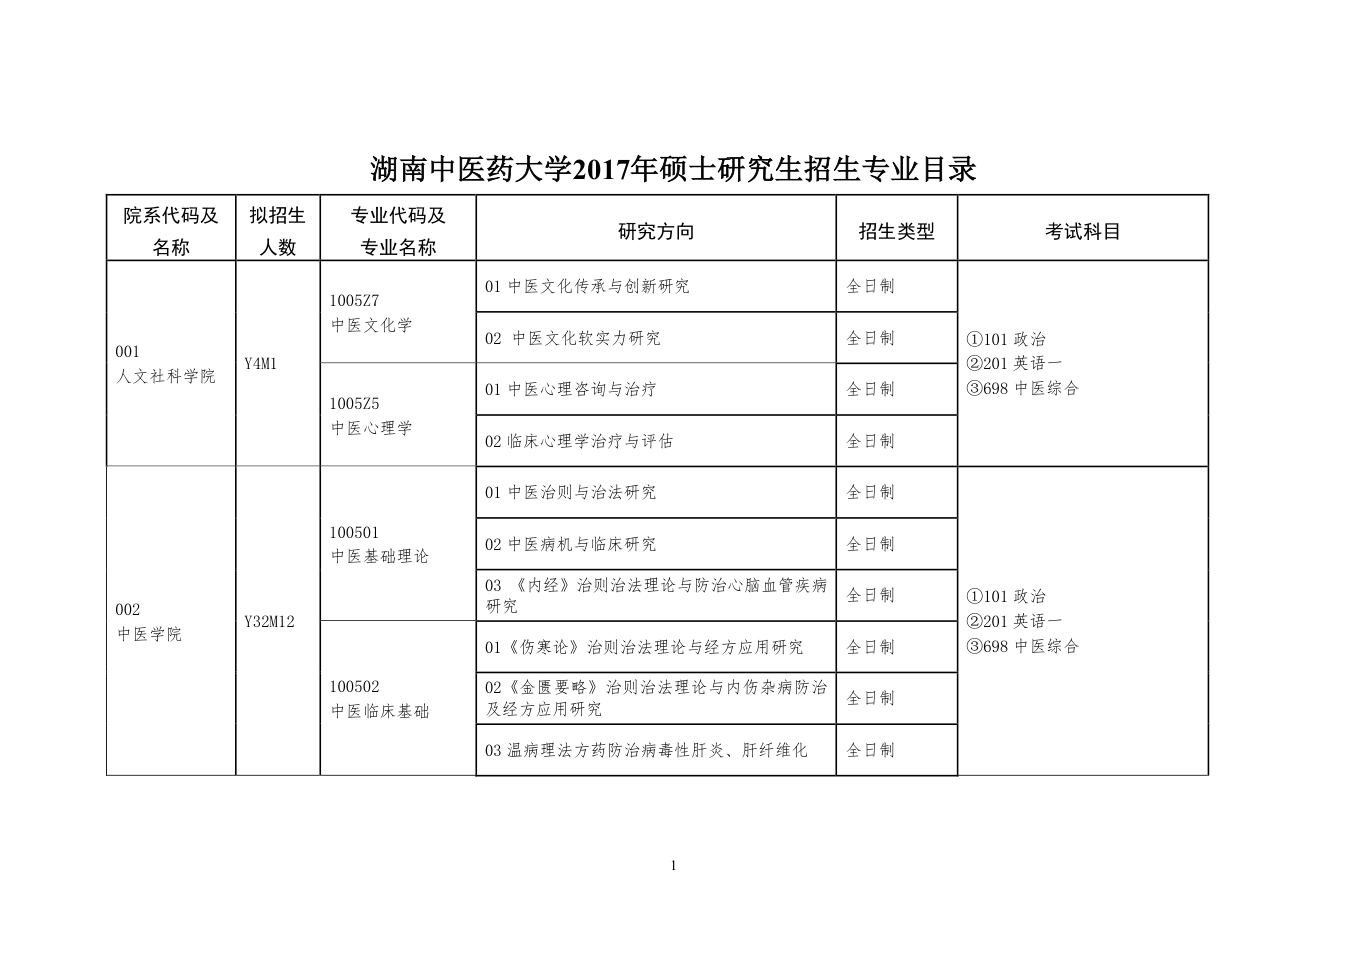 湖南中医药大学2017年硕士研究生招生专业目录
院系代码及
名称
拟招生
人数
专业代码及
专业名称
研究方向
招生类型
考试科目
001
人文社科学院
Y4M1
1005Z7
中医文化学
01 中医文化传承与创新研究
全日制
02 中医文化软实力研究
全日制
1005Z5
中医心理学
01 中医心理咨询与治疗
全日制
02 临床心理学治疗与评估
全日制
①101 政治
②201 英语一
③698 中医综合
002
中医学院
Y32M12
100501
中医基础理论
01 中医治则与治法研究
全日制
02 中医病机与临床研究
全日制
03 《内经》治则治法理论与防治心脑血管疾病
研究
全日制
100502
中医临床基础
01《伤寒论》治则治法理论与经方应用研究
全日制
02《金匮要略》治则治法理论与内伤杂病防治
及经方应用研究
全日制
03 温病理法方药防治病毒性肝炎、肝纤维化
全日制
①101 政治
②201 英语一
③698 中医综合
1